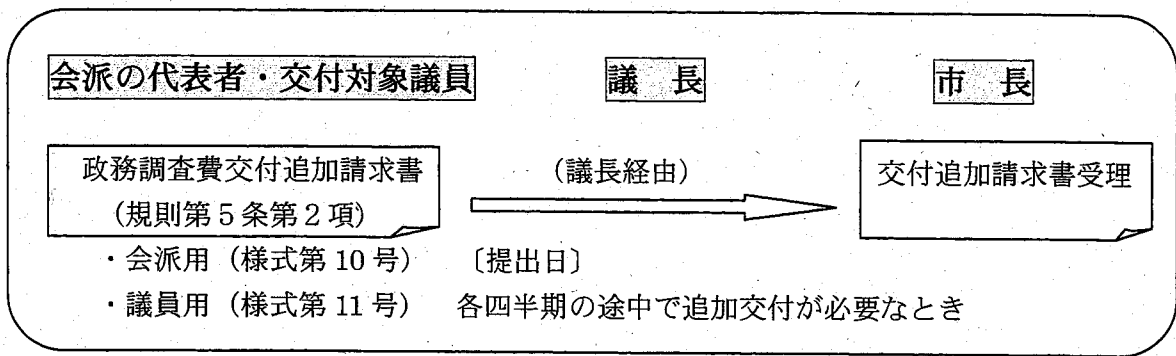 会派の代表者・交付対象議員
議 長
市 長
政務調査費交付追加請求書
(規則第5条第2項)
(議長経由)
交付追加請求書受理
・会派用(様式第10号) 〔提出日〕
・議員用(様式第11号) 各四半期の途中で追加交付が必要なとき